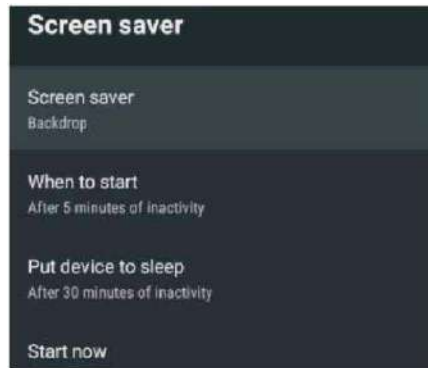 Screen saver
Screen saver
Backdrop
When to start
After 5 minutes of inactivity
Put device to sleep
After 30 minutes of inactivity
Start now